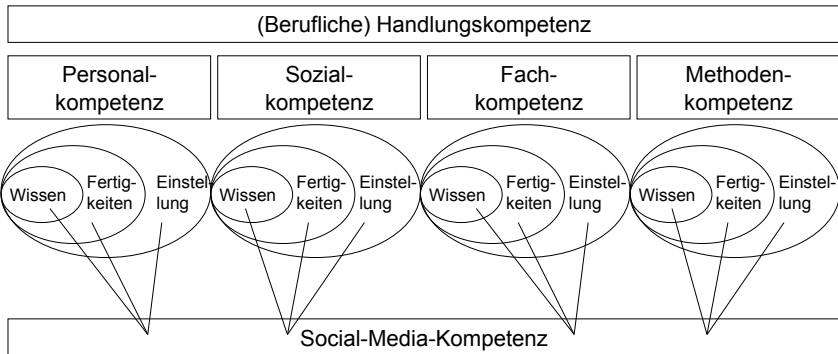 (Berufliche) Handlungskompetenz
Personal-
kompetenz
Sozial-
kompetenz
Fach-
kompetenz
Methoden-
kompetenz
Wissen
Fertig-
keiten
Einstel-
lung
Wissen
Fertig-
keiten
Einstel-
lung
Wissen
Fertig-
keiten
Einstel-
lung
Wissen
Fertig-
keiten
Einstel-
lung
Social-Media-Kompetenz